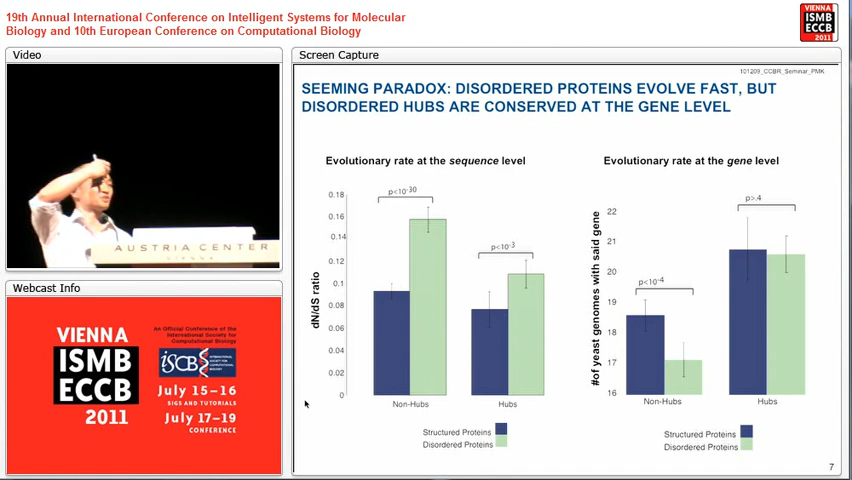 19th Annual International Conference on Intelligent Systems for Molecular
Biology and 10th European Conference on Computational Biology
VIENNA
ISMB
ECCB
2011
Video
AUSTRIA CENTER
VIENNA
Webcast Info
VIENNA
ISMB
ECCB
2011
An Official Conference of the
International Society for
Computational Biology
iSCB
INTERNATIONAL
SOCIETY FOR
COMPUTATIONAL
BIOLOGY
July 15–16
SIGS AND TUTORIALS
July 17–19
CONFERENCE
Screen Capture
101209_CCBR_Seminar_PMK
SEEMING PARADOX: DISORDERED PROTEINS EVOLVE FAST, BUT
DISORDERED HUBS ARE CONSERVED AT THE GENE LEVEL
Evolutionary rate at the sequence level
dN/dS ratio
0.18
0.16
0.14
0.12
0.1
0.08
0.06
0.04
0.02
0
p<10-30
p<10-3
Non-Hubs
Hubs
Structured Proteins
Disordered Proteins
Evolutionary rate at the gene level
#of yeast genomes with said gene
22
21
20
19
18
17
16
p<10-4
p>.4
Non-Hubs
Hubs
Structured Proteins
Disordered Proteins
7